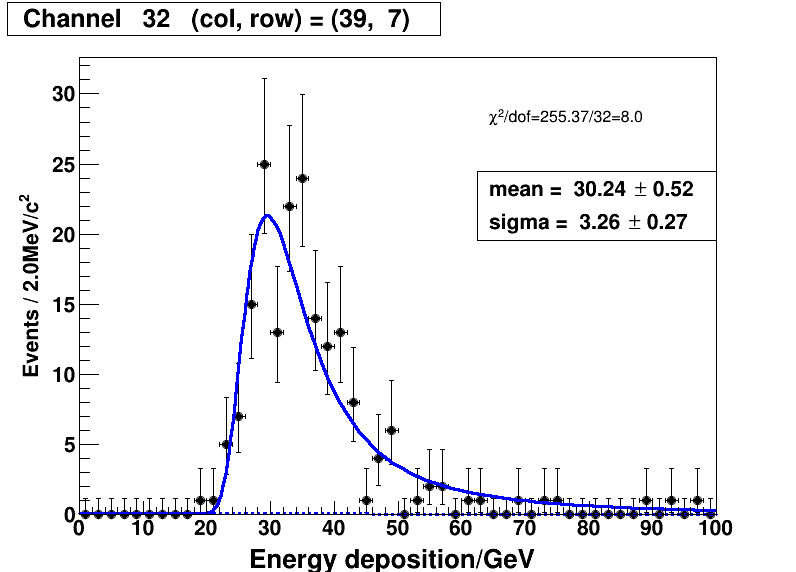 Channel 32 (col, row) = (39, 7)
χ²/dof=255.37/32=8.0
mean = 30.24 ± 0.52
sigma = 3.26 ± 0.27
Events / 2.0MeV/c²
30
25
20
15
10
5
0
0 10 20 30 40 50 60 70 80 90 100
Energy deposition/GeV